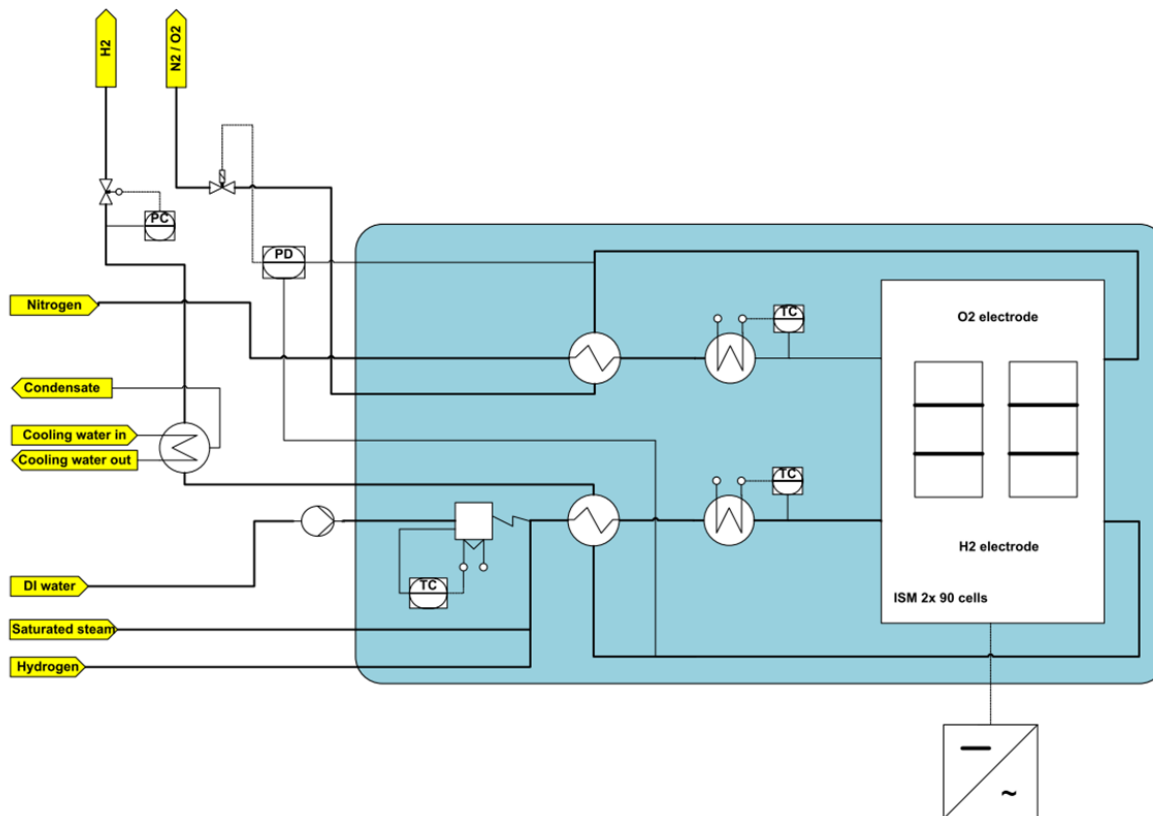 H2
N2 / O2
PC
PD
Nitrogen
TC
O2 electrode
Condensate
Cooling water in
Cooling water out
TC
H2 electrode
DI water
TC
ISM 2x 90 cells
Saturated steam
Hydrogen
~